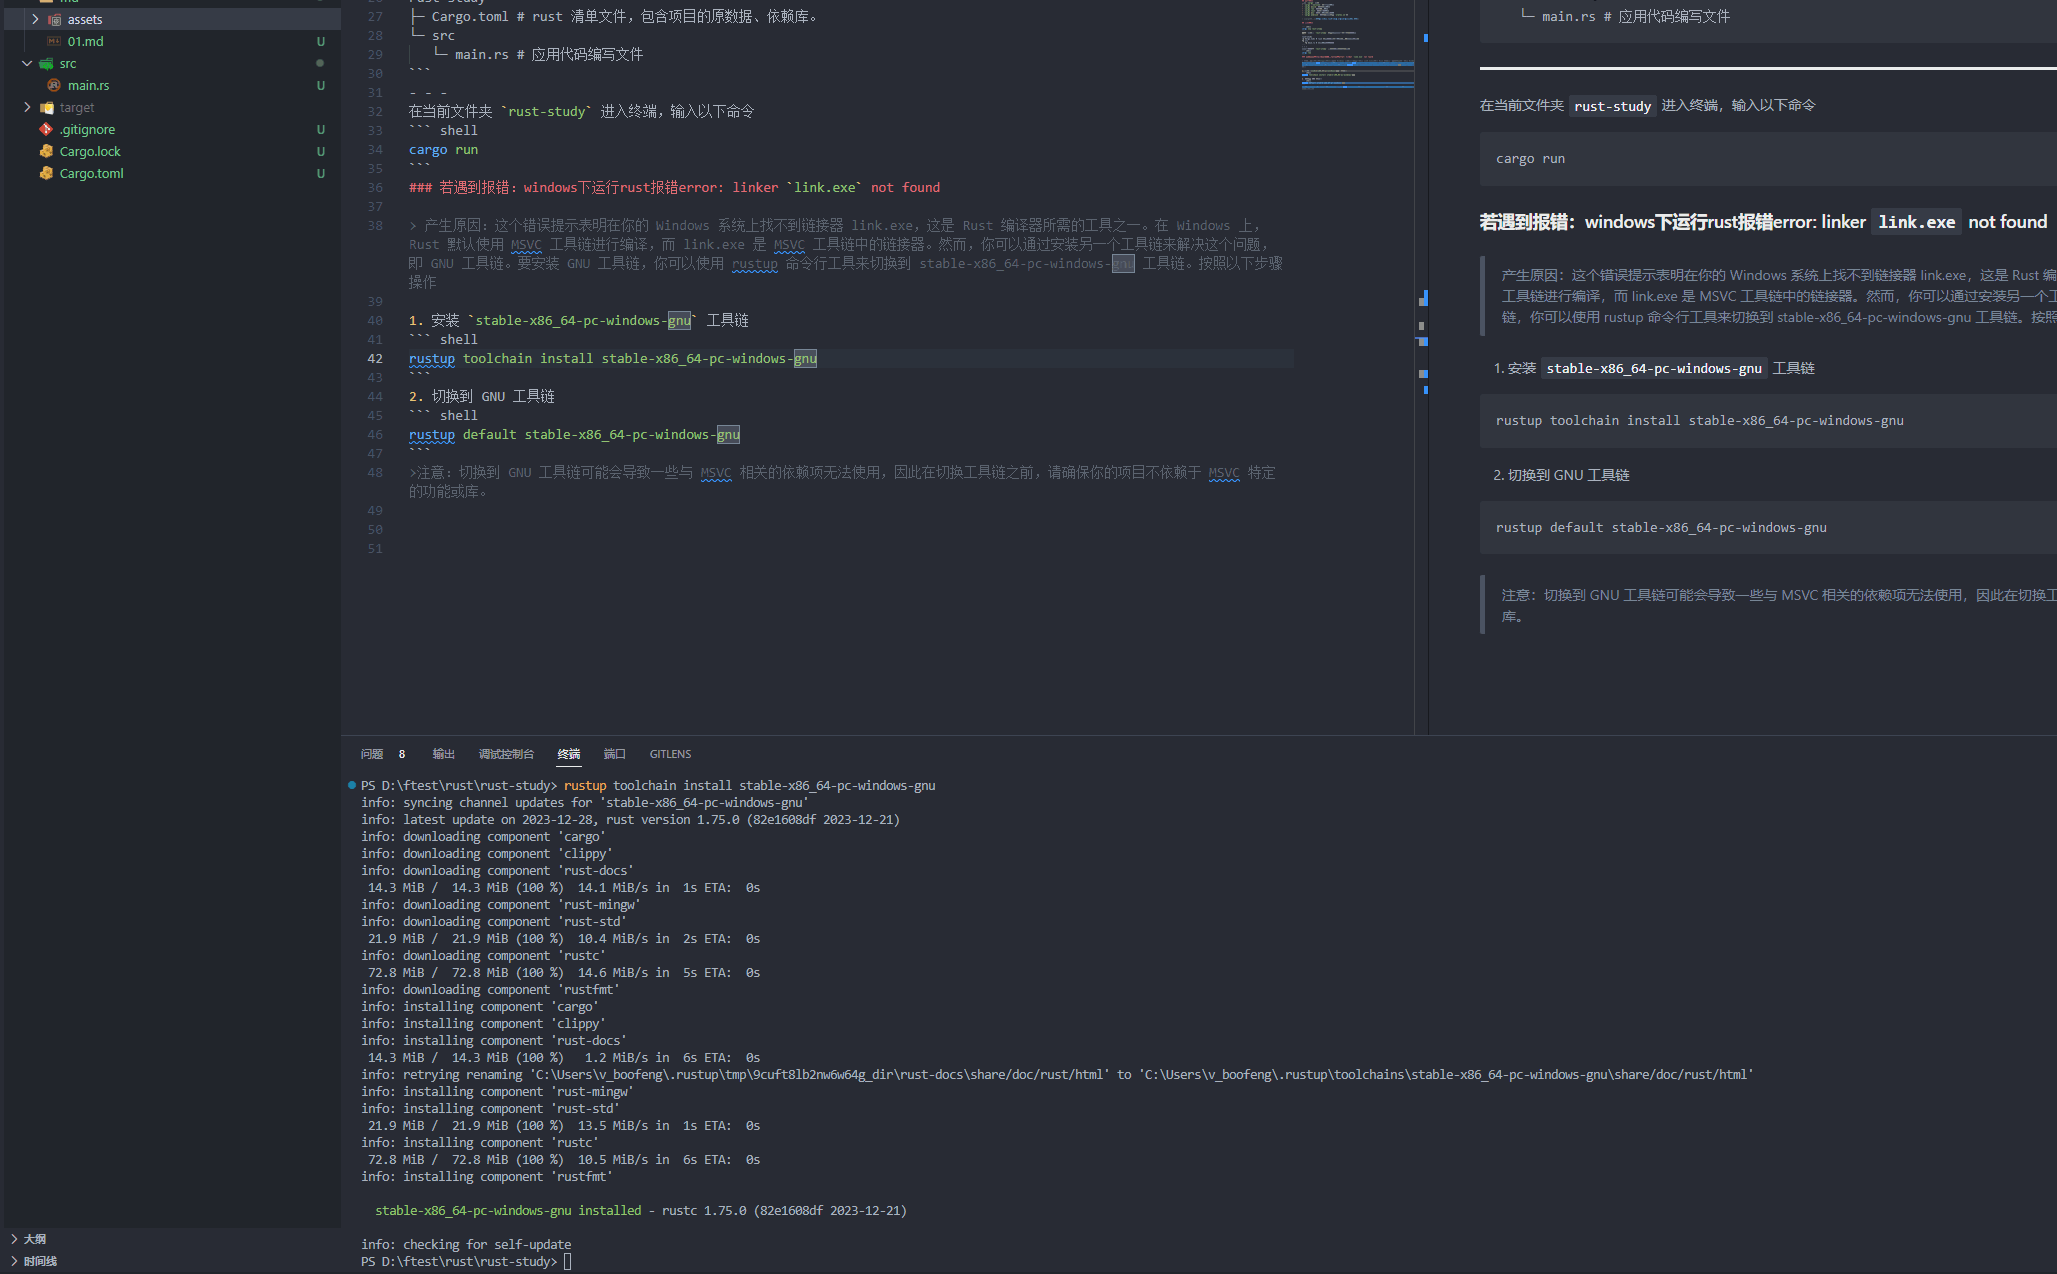 assets
01.md U
src
main.rs U
target
.gitignore U
Cargo.lock U
Cargo.toml U
大纲
时间线
27 ├─ Cargo.toml # rust 清单文件，包含项目的原数据、依赖库。
28 └─ src
29 └─ main.rs # 应用代码编写文件
30 ```
31 - - -
32 在当前文件夹 `rust-study` 进入终端，输入以下命令
33 ``` shell
34 cargo run
35 ```
36 ### 若遇到报错：windows下运行rust报错error: linker `link.exe` not found
37
38 > 产生原因：这个错误提示表明在你的 Windows 系统上找不到链接器 link.exe，这是 Rust 编译器所需的工具之一。在 Windows 上，
Rust 默认使用 MSVC 工具链进行编译，而 link.exe 是 MSVC 工具链中的链接器。然而，你可以通过安装另一个工具链来解决这个问题，
即 GNU 工具链。要安装 GNU 工具链，你可以使用 rustup 命令行工具来切换到 stable-x86_64-pc-windows-gnu 工具链。按照以下步骤
操作
39
40 1. 安装 `stable-x86_64-pc-windows-gnu` 工具链
41 ``` shell
42 rustup toolchain install stable-x86_64-pc-windows-gnu
43 ```
44 2. 切换到 GNU 工具链
45 ``` shell
46 rustup default stable-x86_64-pc-windows-gnu
47 ```
48 >注意：切换到 GNU 工具链可能会导致一些与 MSVC 相关的依赖项无法使用，因此在切换工具链之前，请确保你的项目不依赖于 MSVC 特定
的功能或库。
49
50
51
└─ main.rs # 应用代码编写文件
在当前文件夹 rust-study 进入终端，输入以下命令
cargo run
若遇到报错：windows下运行rust报错error: linker link.exe not found
产生原因：这个错误提示表明在你的 Windows 系统上找不到链接器 link.exe，这是 Rust 编
工具链进行编译，而 link.exe 是 MSVC 工具链中的链接器。然而，你可以通过安装另一个工
链，你可以使用 rustup 命令行工具来切换到 stable-x86_64-pc-windows-gnu 工具链。按照
1. 安装 stable-x86_64-pc-windows-gnu 工具链
rustup toolchain install stable-x86_64-pc-windows-gnu
2. 切换到 GNU 工具链
rustup default stable-x86_64-pc-windows-gnu
注意：切换到 GNU 工具链可能会导致一些与 MSVC 相关的依赖项无法使用，因此在切换工
库。
问题 8 输出 调试控制台 终端 端口 GITLENS
PS D:\ftest\rust\rust-study> rustup toolchain install stable-x86_64-pc-windows-gnu
info: syncing channel updates for 'stable-x86_64-pc-windows-gnu'
info: latest update on 2023-12-28, rust version 1.75.0 (82e1608df 2023-12-21)
info: downloading component 'cargo'
info: downloading component 'clippy'
info: downloading component 'rust-docs'
14.3 MiB / 14.3 MiB (100 %) 14.1 MiB/s in 1s ETA: 0s
info: downloading component 'rust-mingw'
info: downloading component 'rust-std'
21.9 MiB / 21.9 MiB (100 %) 10.4 MiB/s in 2s ETA: 0s
info: downloading component 'rustc'
72.8 MiB / 72.8 MiB (100 %) 14.6 MiB/s in 5s ETA: 0s
info: downloading component 'rustfmt'
info: installing component 'cargo'
info: installing component 'clippy'
info: installing component 'rust-docs'
14.3 MiB / 14.3 MiB (100 %) 1.2 MiB/s in 6s ETA: 0s
info: retrying renaming 'C:\Users\v_boofeng\.rustup\tmp\9cuft8lb2nw6w64g_dir\rust-docs\share/doc/rust/html' to 'C:\Users\v_boofeng\.rustup\toolchains\stable-x86_64-pc-windows-gnu\share/doc/rust/html'
info: installing component 'rust-mingw'
info: installing component 'rust-std'
21.9 MiB / 21.9 MiB (100 %) 13.5 MiB/s in 1s ETA: 0s
info: installing component 'rustc'
72.8 MiB / 72.8 MiB (100 %) 10.5 MiB/s in 6s ETA: 0s
info: installing component 'rustfmt'
stable-x86_64-pc-windows-gnu installed - rustc 1.75.0 (82e1608df 2023-12-21)
info: checking for self-update
PS D:\ftest\rust\rust-study>